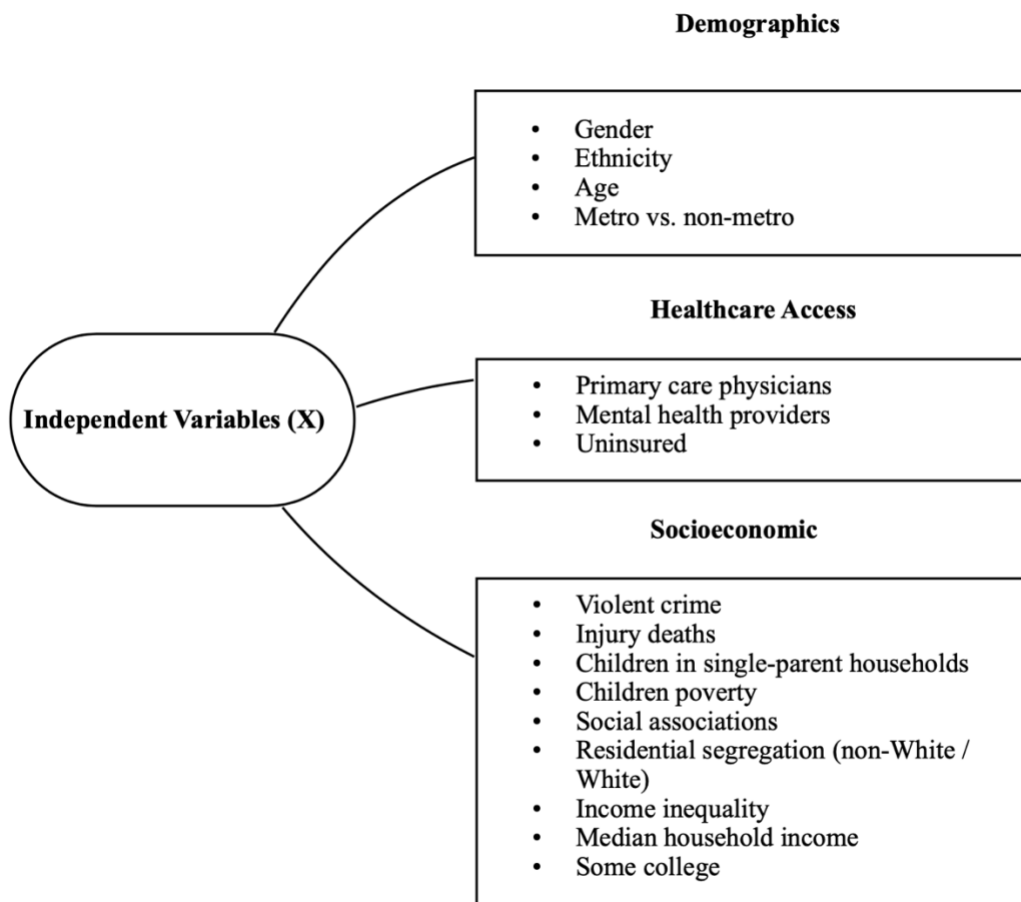 Demographics
• Gender
• Ethnicity
• Age
• Metro vs. non-metro
Healthcare Access
Independent Variables (X)
• Primary care physicians
• Mental health providers
• Uninsured
Socioeconomic
• Violent crime
• Injury deaths
• Children in single-parent households
• Children poverty
• Social associations
• Residential segregation (non-White /
White)
• Income inequality
• Median household income
• Some college